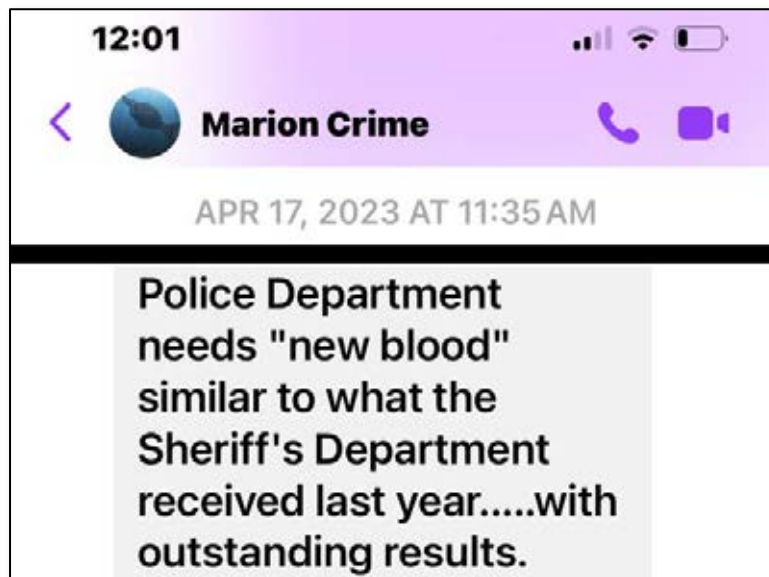 12:01
Marion Crime
APR 17, 2023 AT 11:35 AM
Police Department
needs "new blood"
similar to what the
Sheriff's Department
received last year.....with
outstanding results.